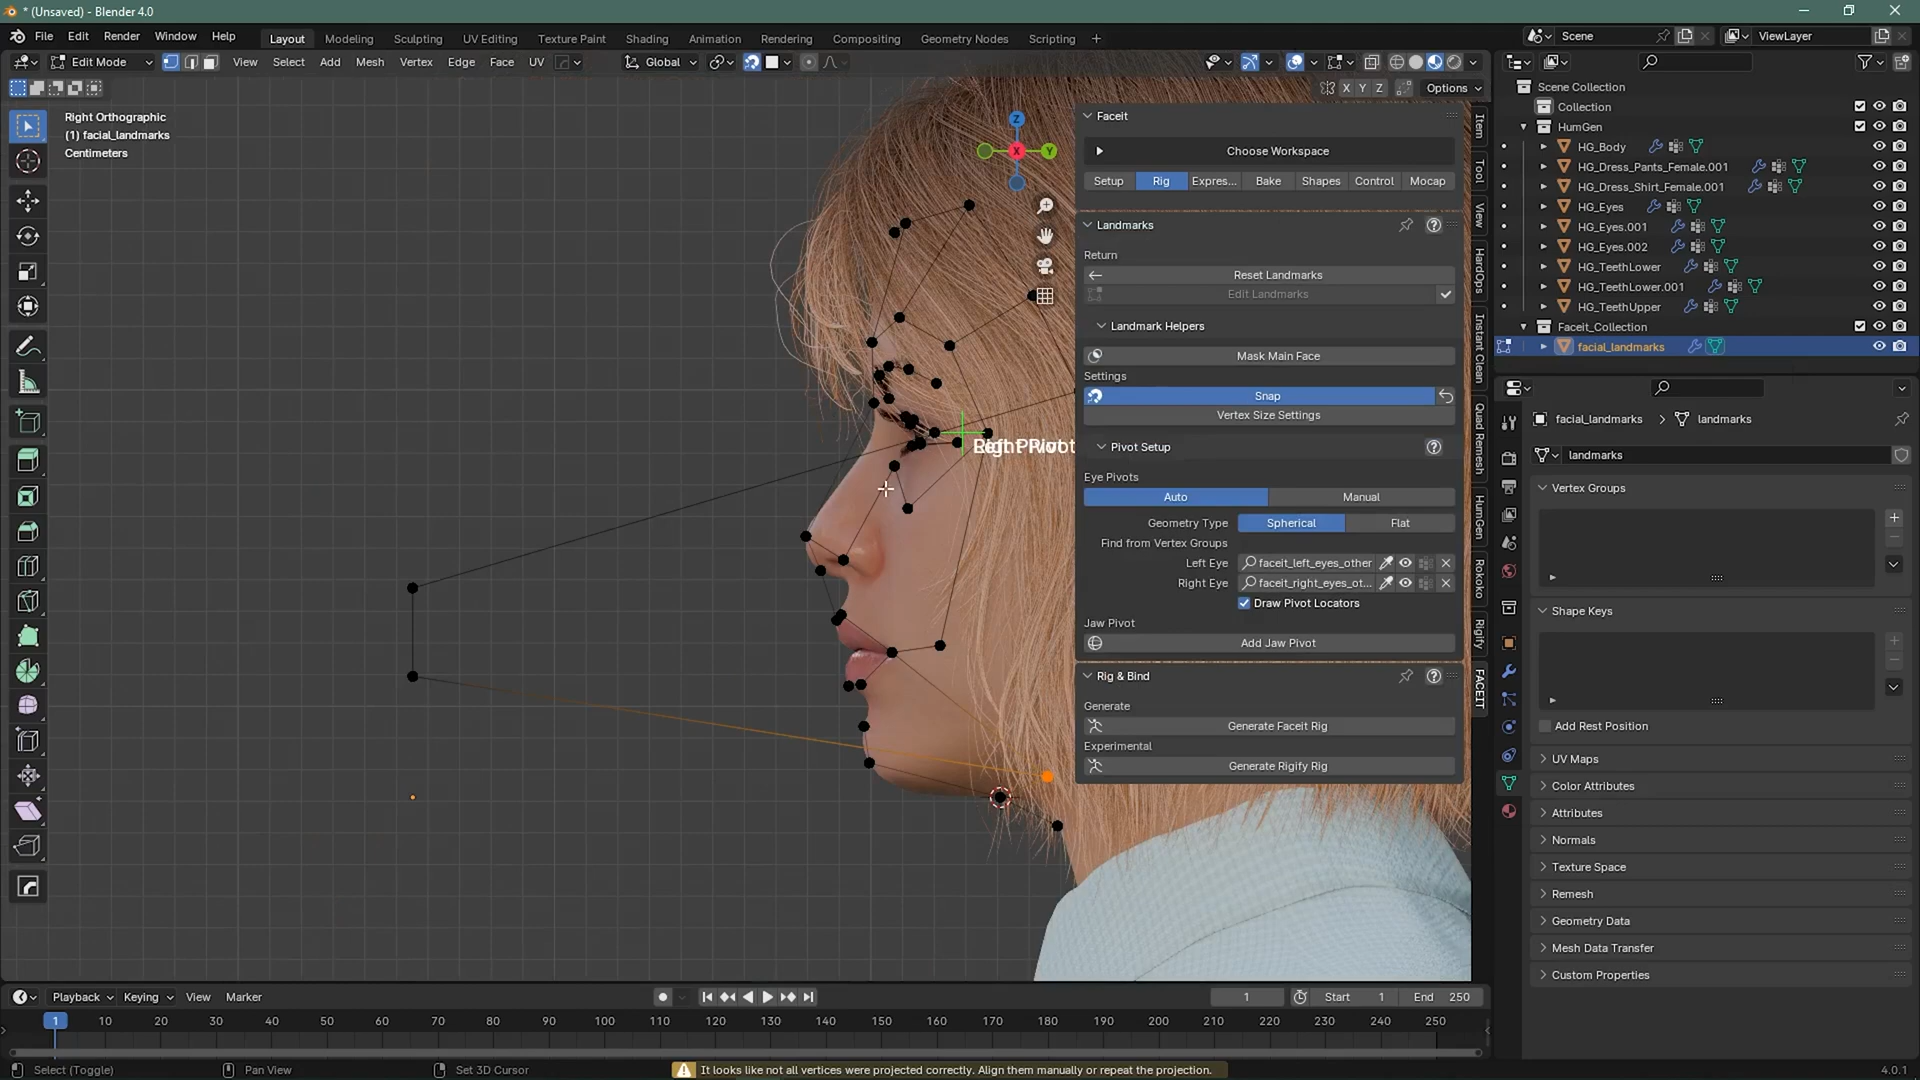 * (Unsaved) - Blender 4.0
File Edit Render Window Help
Layout Modeling Sculpting UV Editing Texture Paint Shading Animation Rendering Compositing Geometry Nodes Scripting +
Scene
ViewLayer
Edit Mode View Select Add Mesh Vertex Edge Face UV
Global
X Y Z Options
Right Orthographic
(1) facial_landmarks
Centimeters
Z
X
Y
Right Pivot
Faceit
Choose Workspace
Setup Rig Expres... Bake Shapes Control Mocap
Landmarks
Return
Reset Landmarks
Edit Landmarks
Landmark Helpers
Mask Main Face
Settings
Snap
Vertex Size Settings
Pivot Setup
Eye Pivots
Auto Manual
Geometry Type Spherical Flat
Find from Vertex Groups
Left Eye faceit_left_eyes_other
Right Eye faceit_right_eyes_ot...
Draw Pivot Locators
Jaw Pivot
Add Jaw Pivot
Rig & Bind
Generate
Generate Faceit Rig
Experimental
Generate Rigify Rig
Item
Tool
View
HardOps
Instant Clean
Quad Remesh
HumGen
Rokoko
Rigify
FACEIT
Scene Collection
Collection
HumGen
HG_Body
HG_Dress_Pants_Female.001
HG_Dress_Shirt_Female.001
HG_Eyes
HG_Eyes.001
HG_Eyes.002
HG_TeethLower
HG_TeethLower.001
HG_TeethUpper
Faceit_Collection
facial_landmarks
facial_landmarks > landmarks
landmarks
Vertex Groups
Shape Keys
Add Rest Position
UV Maps
Color Attributes
Attributes
Normals
Texture Space
Remesh
Geometry Data
Mesh Data Transfer
Custom Properties
Playback Keying View Marker
1 Start 1 End 250
1 10 20 30 40 50 60 70 80 90 100 110 120 130 140 150 160 170 180 190 200 210 220 230 240 250
Select (Toggle) Pan View Set 3D Cursor
It looks like not all vertices were projected correctly. Align them manually or repeat the projection.
4.0.1